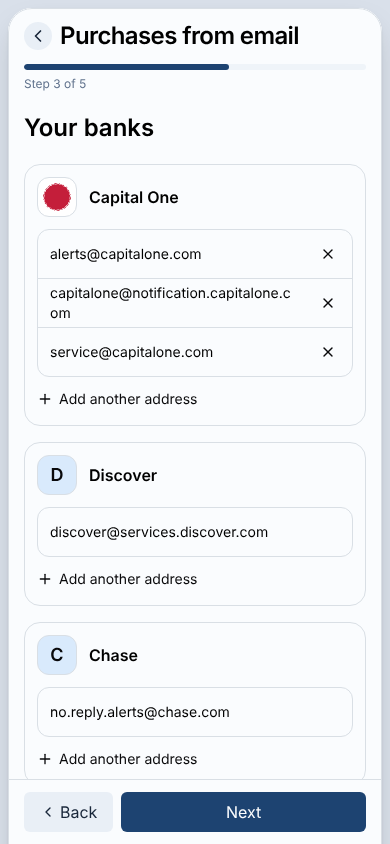 Purchases from email
Step 3 of 5
Your banks
Capital One
alerts@capitalone.com
capitalone@notification.capitalone.c
om
service@capitalone.com
+ Add another address
D
Discover
discover@services.discover.com
+ Add another address
C
Chase
no.reply.alerts@chase.com
+ Add another address
Back
Next